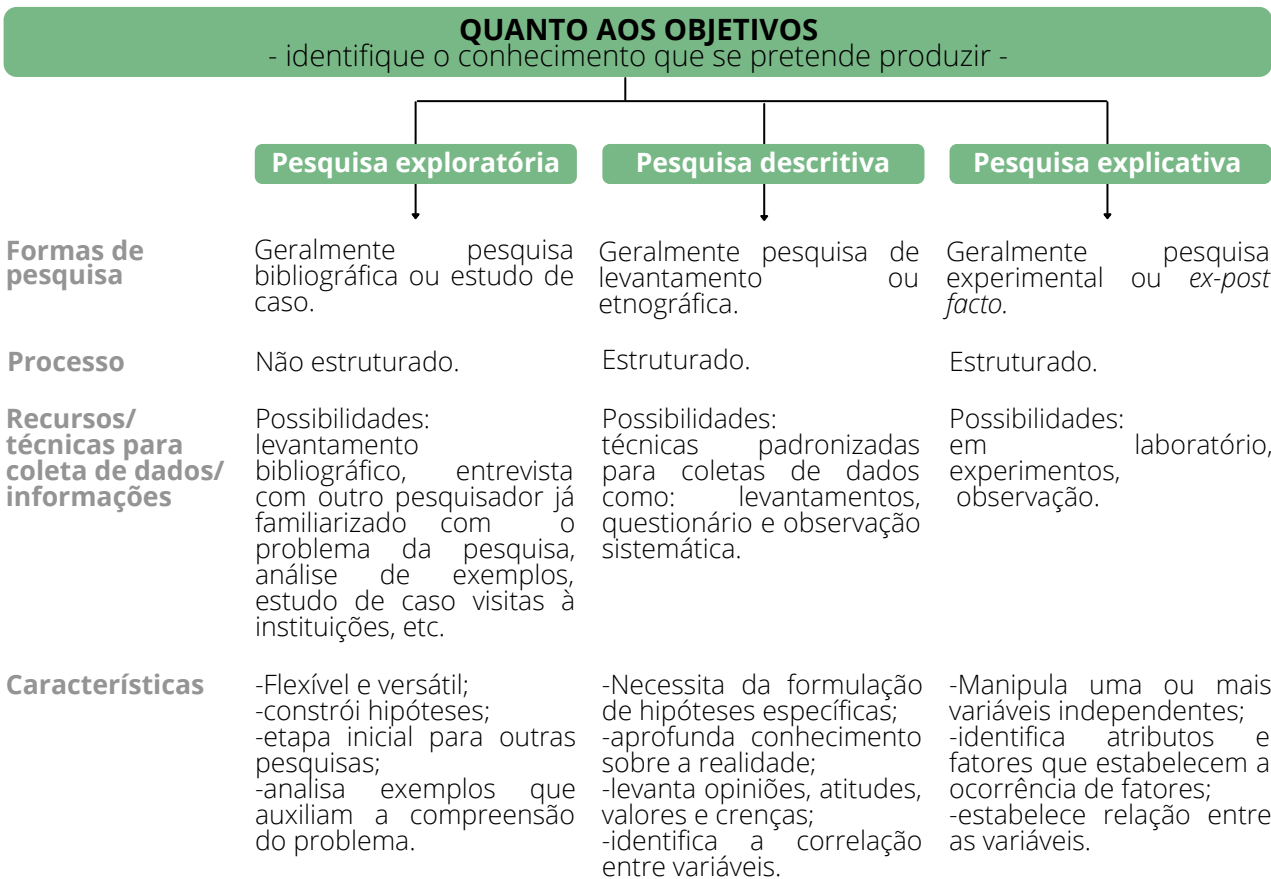 QUANTO AOS OBJETIVOS
- identifique o conhecimento que se pretende produzir -
Pesquisa exploratória
Pesquisa descritiva
Pesquisa explicativa
Formas de
pesquisa
Geralmente pesquisa
bibliográfica ou estudo de
caso.
Geralmente pesquisa de
levantamento ou
etnográfica.
Geralmente pesquisa
experimental ou ex-post
facto.
Processo
Não estruturado.
Estruturado.
Estruturado.
Recursos/
técnicas para
coleta de dados/
informações
Possibilidades:
levantamento
bibliográfico, entrevista
com outro pesquisador já
familiarizado com o
problema da pesquisa,
análise de exemplos,
estudo de caso visitas à
instituições, etc.
Possibilidades:
técnicas padronizadas
para coletas de dados
como: levantamentos,
questionário e observação
sistemática.
Possibilidades:
em laboratório,
experimentos,
observação.
Características
-Flexível e versátil;
-constrói hipóteses;
-etapa inicial para outras
pesquisas;
-analisa exemplos que
auxiliam a compreensão
do problema.
-Necessita da formulação
de hipóteses específicas;
-aprofunda conhecimento
sobre a realidade;
-levanta opiniões, atitudes,
valores e crenças;
-identifica a correlação
entre variáveis.
-Manipula uma ou mais
variáveis independentes;
-identifica atributos e
fatores que estabelecem a
ocorrência de fatores;
-estabelece relação entre
as variáveis.